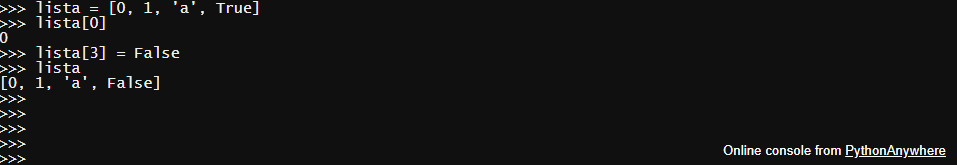 >>> lista = [0, 1, 'a', True]
>>> lista[0]
0
>>> lista[3] = False
>>> lista
[0, 1, 'a', False]
>>>
>>>
>>>
>>>
>>>
Online console from PythonAnywhere